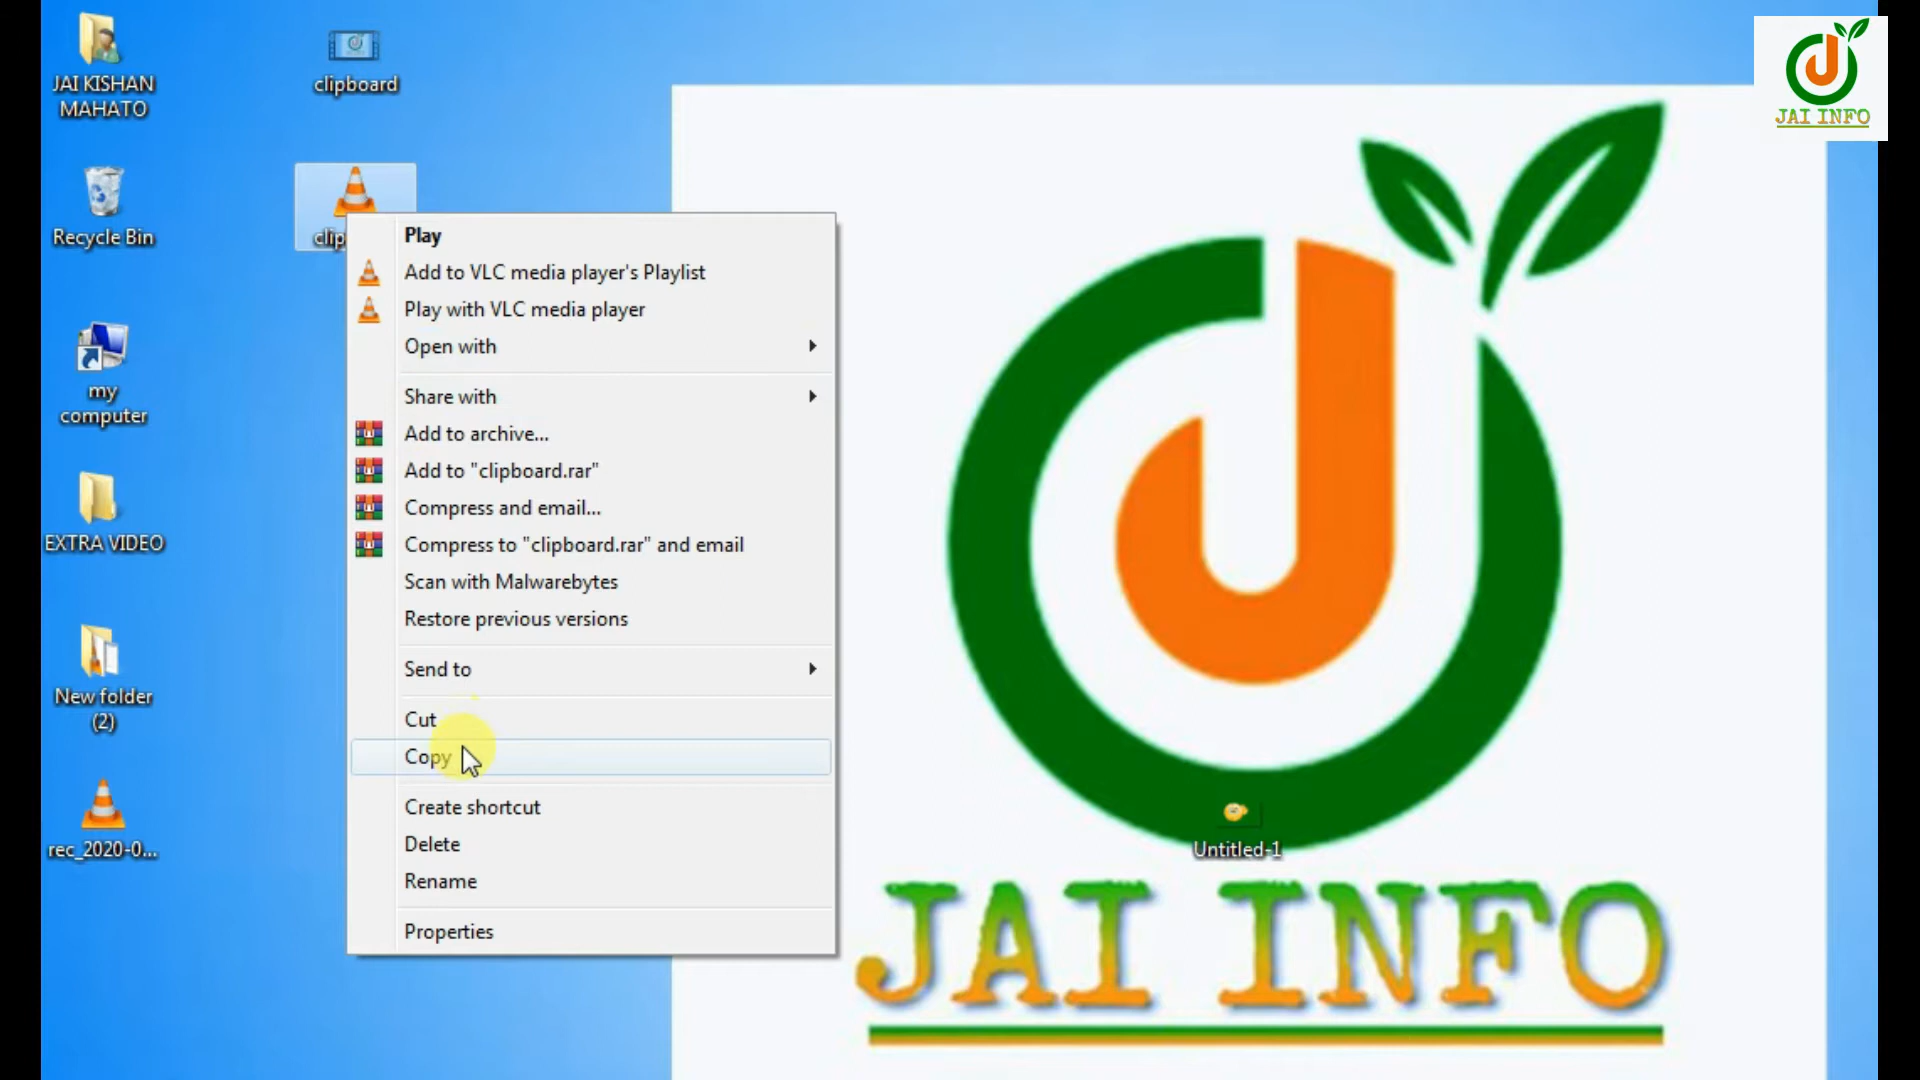 JAI KISHAN
MAHATO
clipboard
JAI INFO
Recycle Bin
my
computer
EXTRA VIDEO
New folder
(2)
rec_2020-0...
Play
Add to VLC media player's Playlist
Play with VLC media player
Open with
Share with
Add to archive...
Add to "clipboard.rar"
Compress and email...
Compress to "clipboard.rar" and email
Scan with Malwarebytes
Restore previous versions
Send to
Cut
Copy
Create shortcut
Delete
Rename
Properties
Untitled-1
JAI INFO